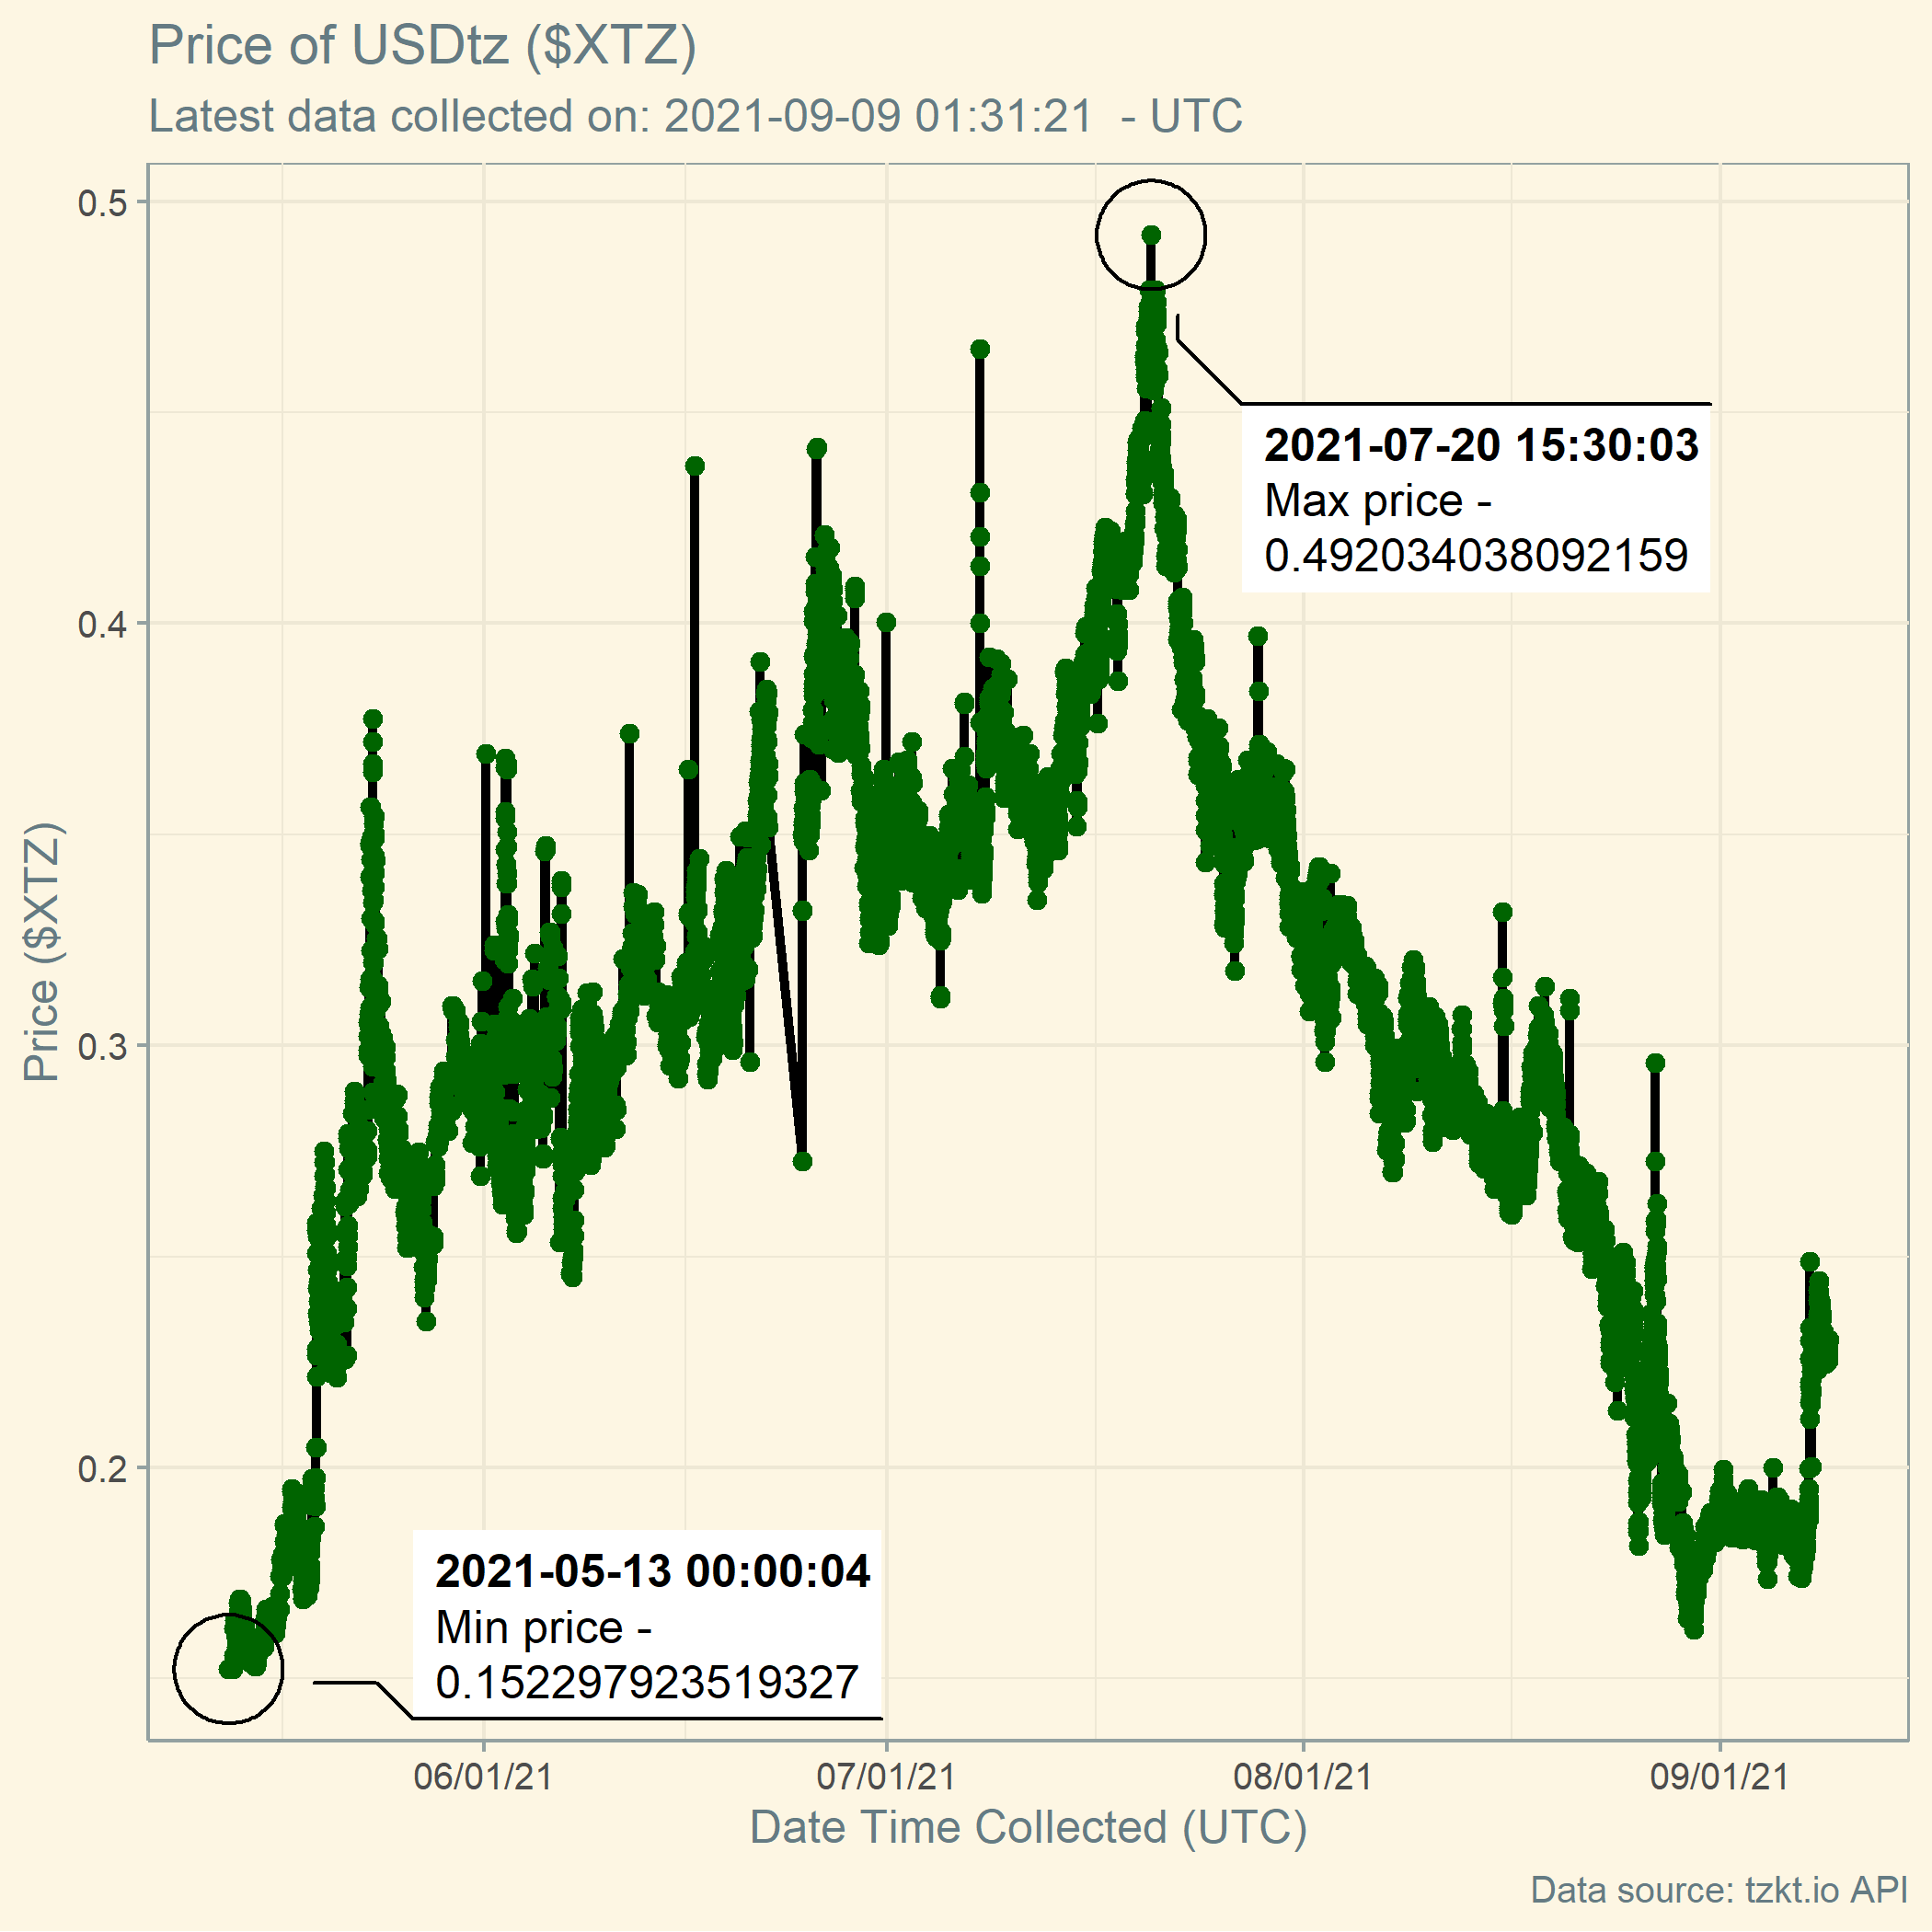 Price of USDtz ($XTZ)
Latest data collected on: 2021-09-09 01:31:21  - UTC
0.5
0.4
0.3
0.2
Price ($XTZ)
2021-07-20 15:30:03
Max price -
0.492034038092159
2021-05-13 00:00:04
Min price -
0.152297923519327
06/01/21
07/01/21
08/01/21
09/01/21
Date Time Collected (UTC)
Data source: tzkt.io API